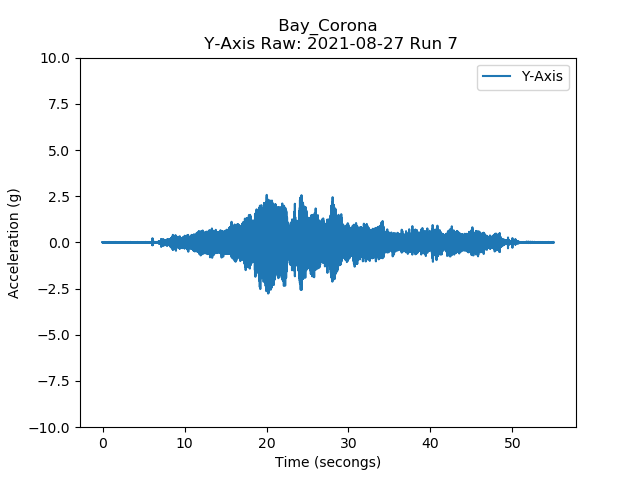 Bay_Corona
Y-Axis Raw: 2021-08-27 Run 7
Y-Axis
10.0
7.5
5.0
2.5
0.0
−2.5
−5.0
−7.5
−10.0
Acceleration (g)
0 10 20 30 40 50
Time (secongs)